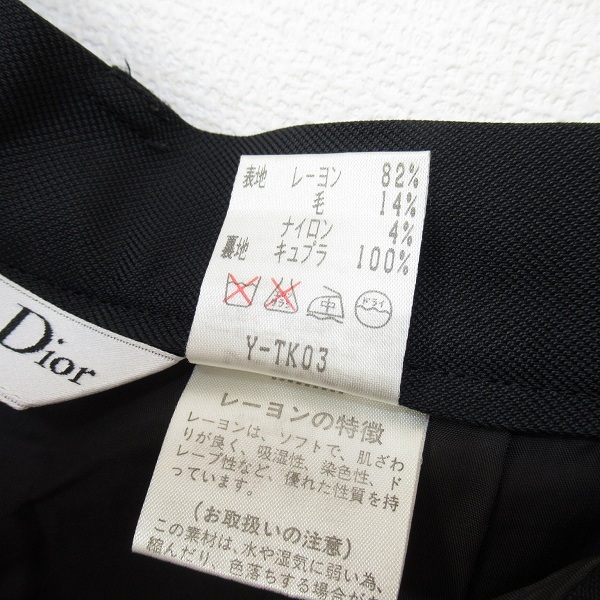 Dior
表地 レーヨン 82%
毛 14%
ナイロン 4%
裏地 キュプラ 100%
中
ドライ
Y-TK03
レーヨンの特徴
レーヨンは、ソフトで、肌ざわ
りが良く、吸湿性、染色性、ド
レープ性など、優れた性質を持
っています。
(お取扱いの注意)
この素材は、水や湿気に弱い為、
縮んだり、色落ちする場合が